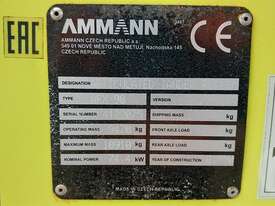 AMMANN
EAC
CE
AMMANN CZECH REPUBLIC a.s.
549 01 NOVÉ MĚSTO NAD METUJÍ, Náchodská 145
CZECH REPUBLIC
DESIGNATION
TYPE VERSION
SERIAL NUMBER SHIPPING MASS kg
OPERATING MASS kg FRONT AXLE LOAD kg
MAXIMUM MASS kg REAR AXLE LOAD kg
NOMINAL POWER kW YEAR OF CONSTRUCTION
MADE IN CZECH REPUBLIC